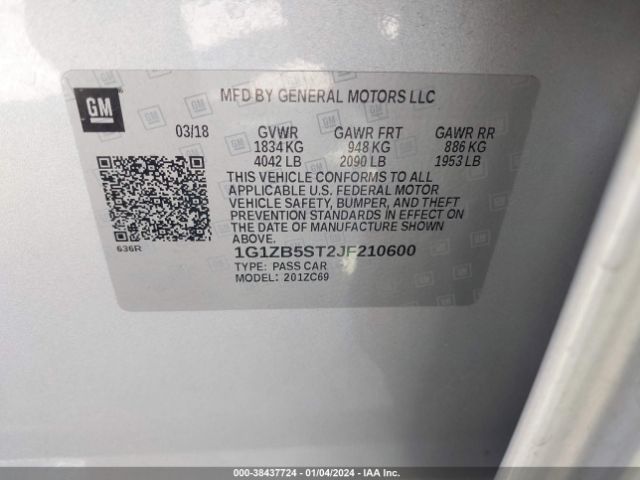 GM
MFD BY GENERAL MOTORS LLC
03/18 GVWR GAWR FRT GAWR RR
1834 KG 948 KG 886 KG
4042 LB 2090 LB 1953 LB
THIS VEHICLE CONFORMS TO ALL
APPLICABLE U.S. FEDERAL MOTOR
VEHICLE SAFETY, BUMPER, AND THEFT
PREVENTION STANDARDS IN EFFECT ON
THE DATE OF MANUFACTURE SHOWN
ABOVE.
636R
1G1ZB5ST2JF210600
TYPE: PASS CAR
MODEL: 201ZC69
000-38437724 - 01/04/2024 - IAA Inc.